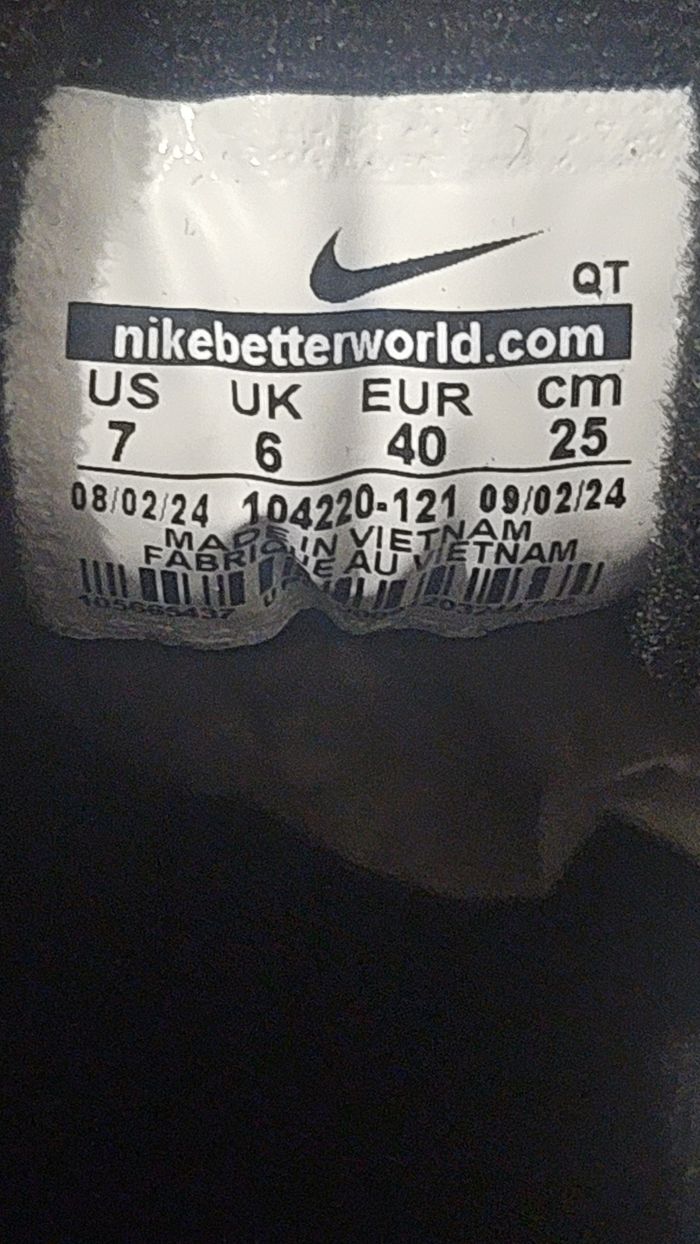 QT
nikebetterworld.com
US UK EUR cm
7 6 40 25
08/02/24 104220-121 09/02/24
MADE IN VIETNAM
FABRIQUE AU VIETNAM